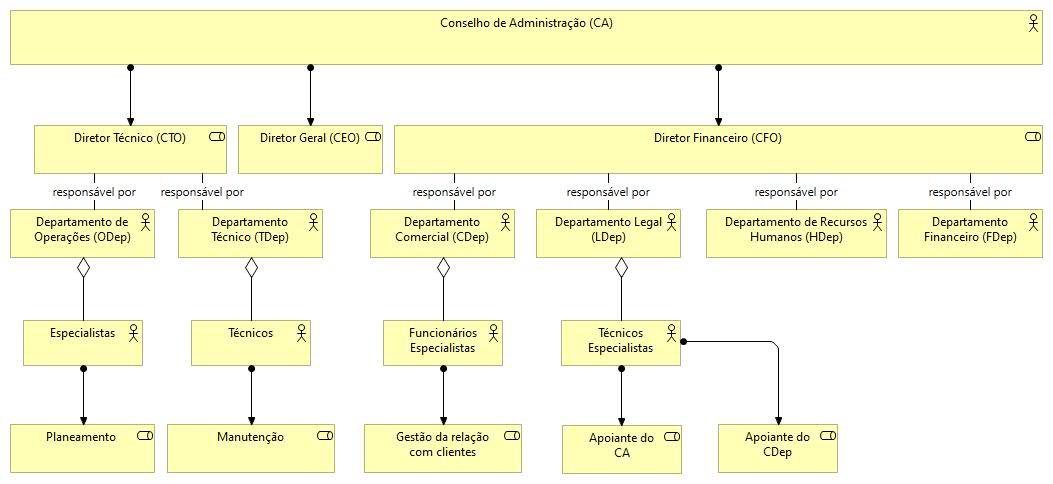 Conselho de Administração (CA)
Diretor Técnico (CTO)
Diretor Geral (CEO)
Diretor Financeiro (CFO)
responsável por
responsável por
responsável por
responsável por
responsável por
responsável por
Departamento de
Operações (ODep)
Departamento
Técnico (TDep)
Departamento
Comercial (CDep)
Departamento Legal
(LDep)
Departamento de Recursos
Humanos (HDep)
Departamento
Financeiro (FDep)
Especialistas
Técnicos
Funcionários
Especialistas
Técnicos
Especialistas
Planeamento
Manutenção
Gestão da relação
com clientes
Apoiante do
CA
Apoiante do
CDep